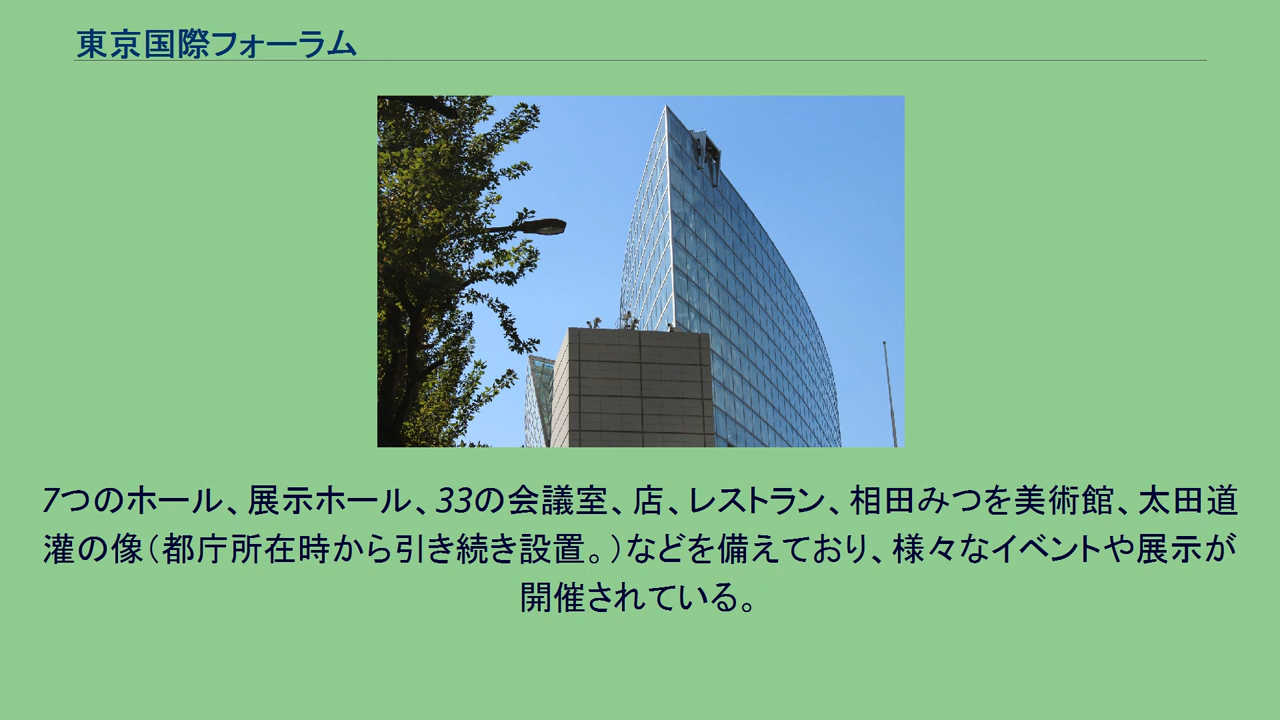 東京国際フォーラム
7つのホール、展示ホール、33の会議室、店、レストラン、相田みつを美術館、太田道
灌の像（都庁所在時から引き続き設置。）などを備えており、様々なイベントや展示が
開催されている。